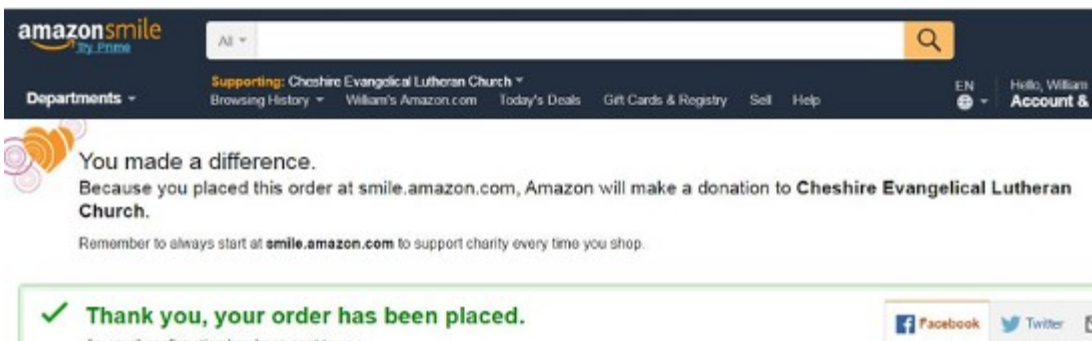 amazonsmile
Try Prime
All
Supporting: Cheshire Evangelical Lutheran Church
Departments
Browsing History William's Amazon.com Today's Deals Gift Cards & Registry Sell Help
EN
Hello, William
Account &
You made a difference.
Because you placed this order at smile.amazon.com, Amazon will make a donation to Cheshire Evangelical Lutheran
Church.
Remember to always start at smile.amazon.com to support charity every time you shop.
Thank you, your order has been placed.
Facebook Twitter